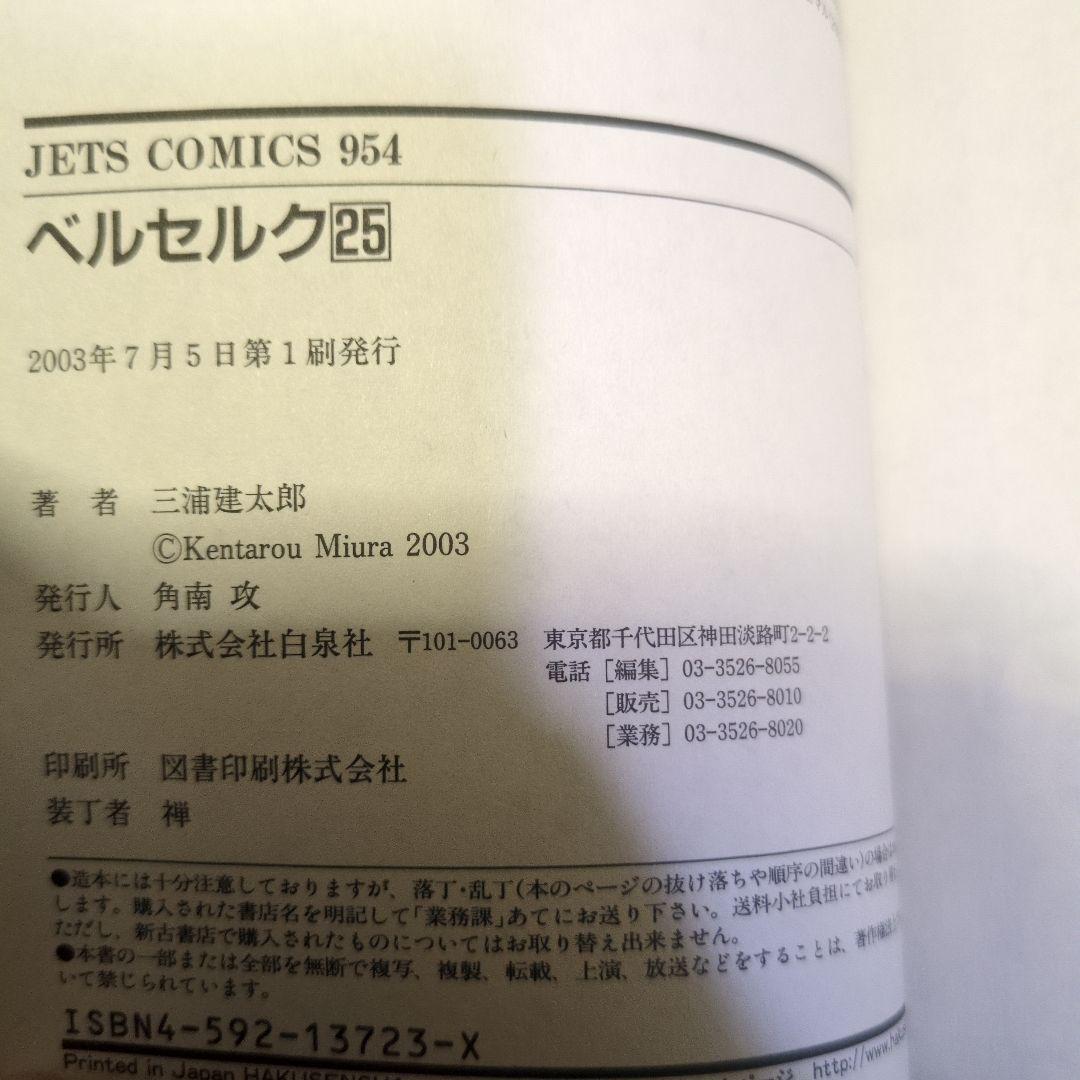 JETS COMICS 954
ベルセルク25
2003年7月5日第1刷発行
著 者 三浦建太郎
©Kentarou Miura 2003
発行人 角南 攻
発行所 株式会社白泉社 〒101-0063 東京都千代田区神田淡路町2-2-2
電話[編集]03-3526-8055
[販売]03-3526-8010
[業務]03-3526-8020
印刷所 図書印刷株式会社
装丁者 禅
●造本には十分注意しておりますが、落丁・乱丁(本のページの抜け落ちや順序の間違い)の場合は
します。購入された書店名を明記して「業務課」あてにお送り下さい。送料小社負担にてお取り
ただし、新古書店で購入されたものについてはお取り替え出来ません。
●本書の一部または全部を無断で複写、複製、転載、上演、放送などをすることは、著作権法
いて禁じられています。
ISBN4-592-13723-X
Printed in Japan HAKUSENSHA http://www.haku